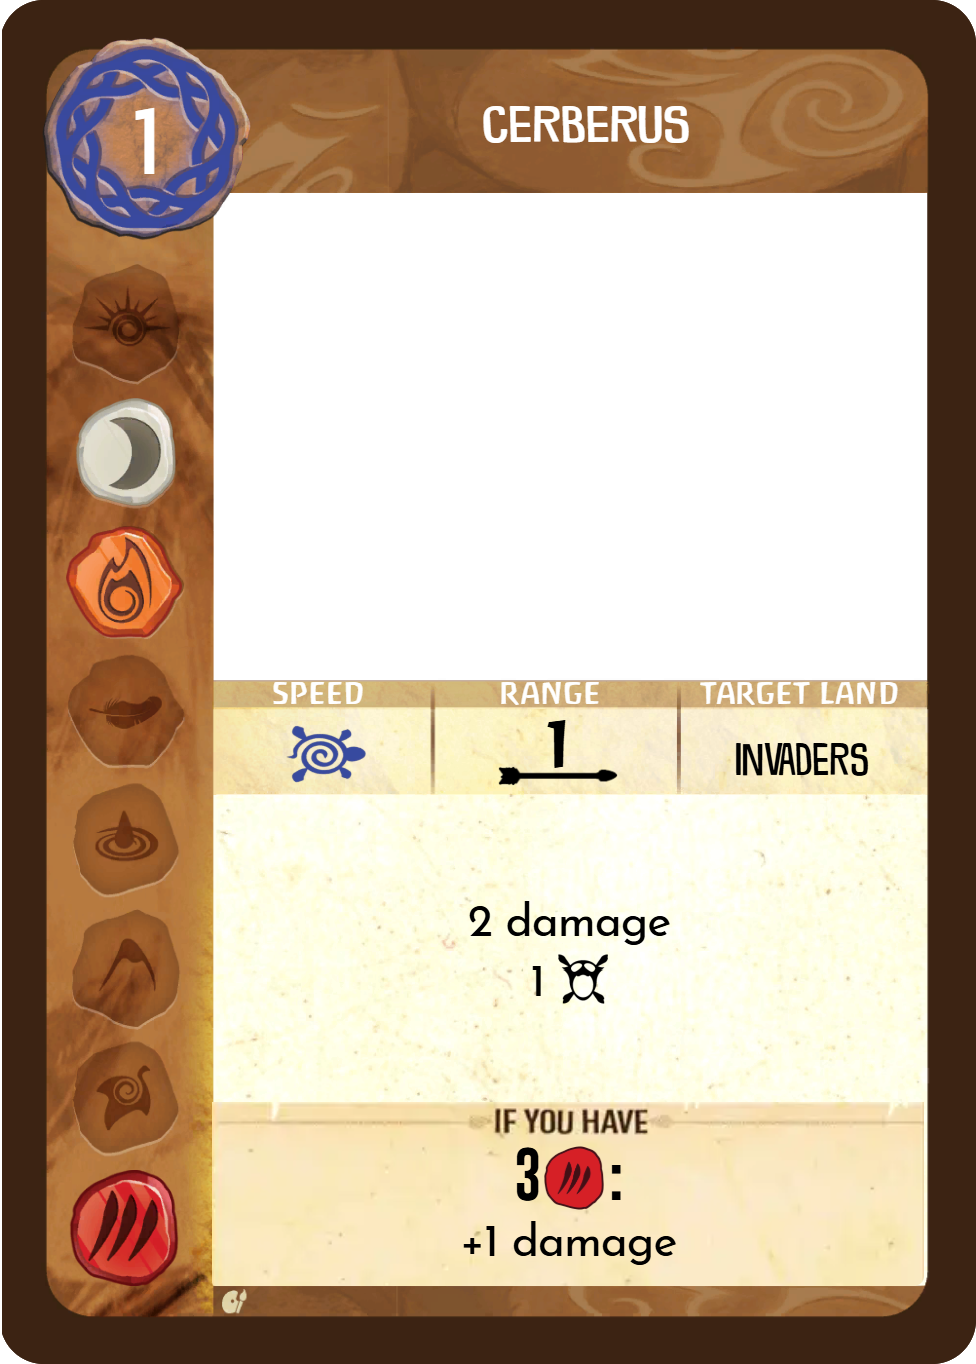 1
CERBERUS
SPEED RANGE TARGET LAND
1
INVADERS
2 damage
1
IF YOU HAVE
3 :
+1 damage